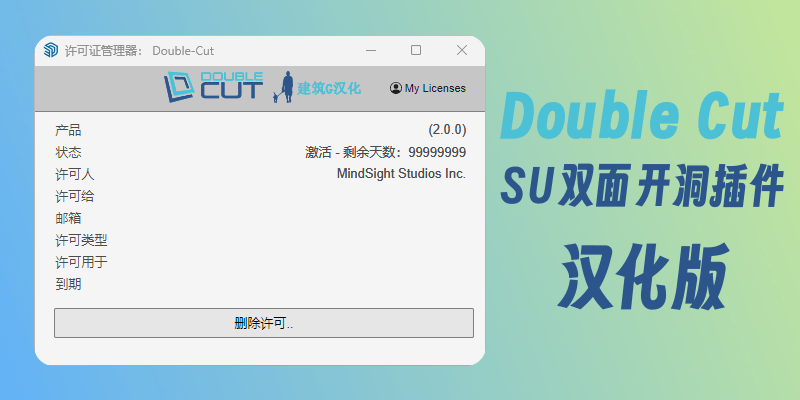 许可证管理器： Double-Cut
DOUBLE
CUT
建筑G汉化
My Licenses
产品 (2.0.0)
状态 激活 - 剩余天数：99999999
许可人 MindSight Studios Inc.
许可给
邮箱
许可类型
许可用于
到期
删除许可..
Double Cut
SU双面开洞插件
汉化版